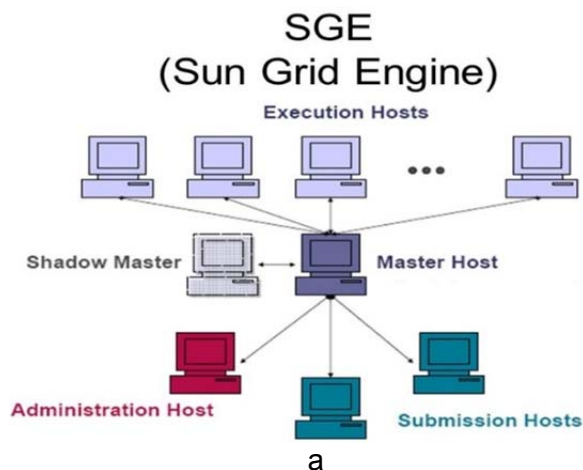 SGE
(Sun Grid Engine)
Execution Hosts
Shadow Master
Master Host
Administration Host
Submission Hosts
a